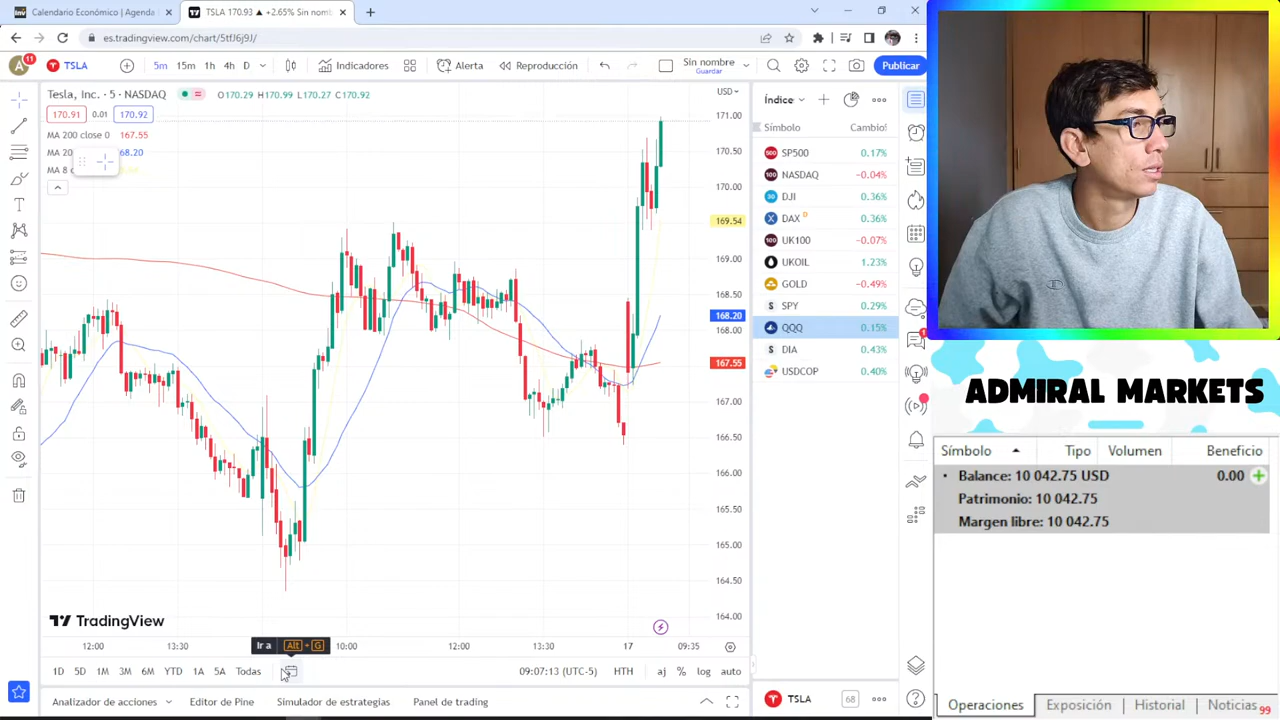 Calendario Económico | Agenda
TSLA 170.93 ▲ +2.65% Sin nomb
es.tradingview.com/chart/5tfJ6j9J/
A 11
TSLA
5m 15m 1h 4h D
Indicadores
Alerta
Reproducción
Sin nombre
Guardar
Publicar
Tesla, Inc. · 5 · NASDAQ
O170.29 H170.99 L170.27 C170.92
170.91 0.01 170.92
MA 200 close 0 167.55
MA 20 68.20
MA 8
USD
171.00
170.50
170.00
169.54
169.00
168.50
168.20
168.00
167.55
167.00
166.50
166.00
165.50
165.00
164.50
164.00
TradingView
12:00 13:30 10:00 12:00 13:30 17 09:35
Ir a Alt + G
1D 5D 1M 3M 6M YTD 1A 5A Todas
09:07:13 (UTC-5) HTH aj % log auto
Analizador de acciones Editor de Pine Simulador de estrategias Panel de trading
Índice
Símbolo Cambio
SP500 0.17%
NASDAQ −0.04%
DJI 0.36%
DAX 0.36%
UK100 −0.07%
UKOIL 1.23%
GOLD −0.49%
SPY 0.29%
QQQ 0.15%
DIA 0.43%
USDCOP 0.40%
TSLA 68
ADMIRAL MARKETS
Símbolo Tipo Volumen Beneficio
Balance: 10 042.75 USD 0.00
Patrimonio: 10 042.75
Margen libre: 10 042.75
Operaciones Exposición Historial Noticias 99